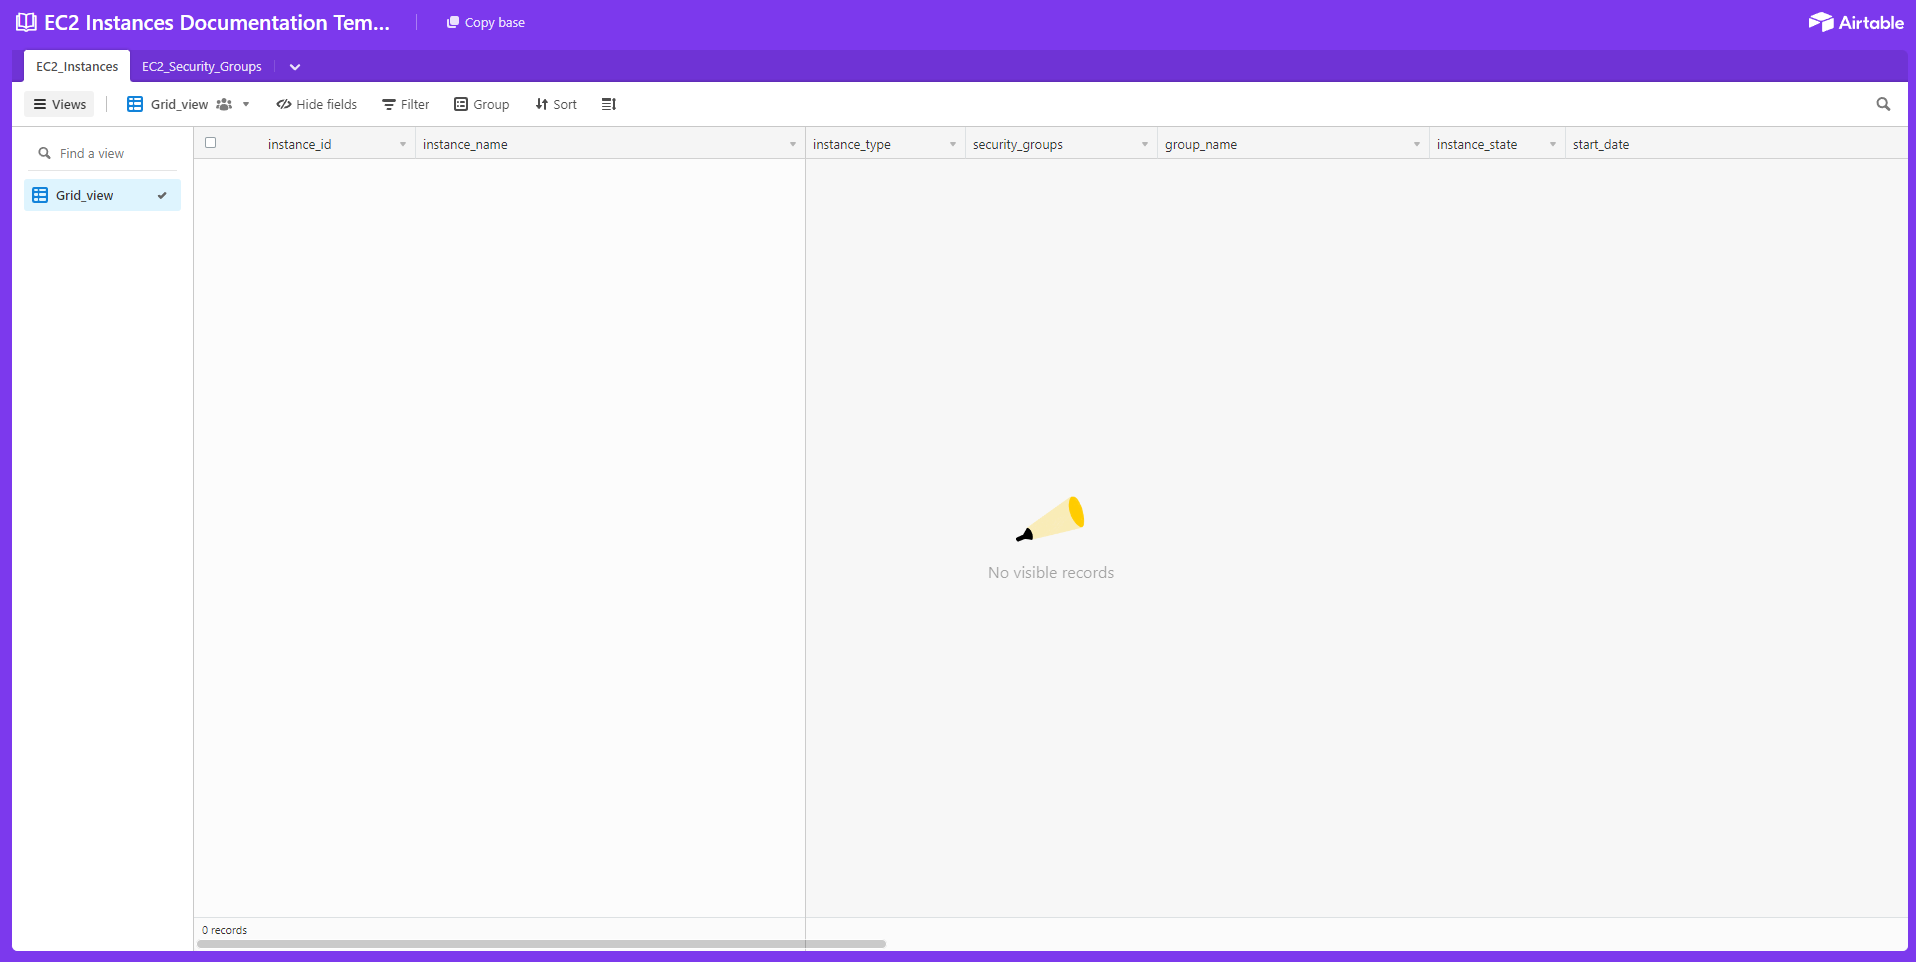 EC2 Instances Documentation Tem...
Copy base
Airtable
EC2_Instances
EC2_Security_Groups
Views
Grid_view
Hide fields
Filter
Group
Sort
Find a view
Grid_view
instance_id
instance_name
instance_type
security_groups
group_name
instance_state
start_date
No visible records
0 records